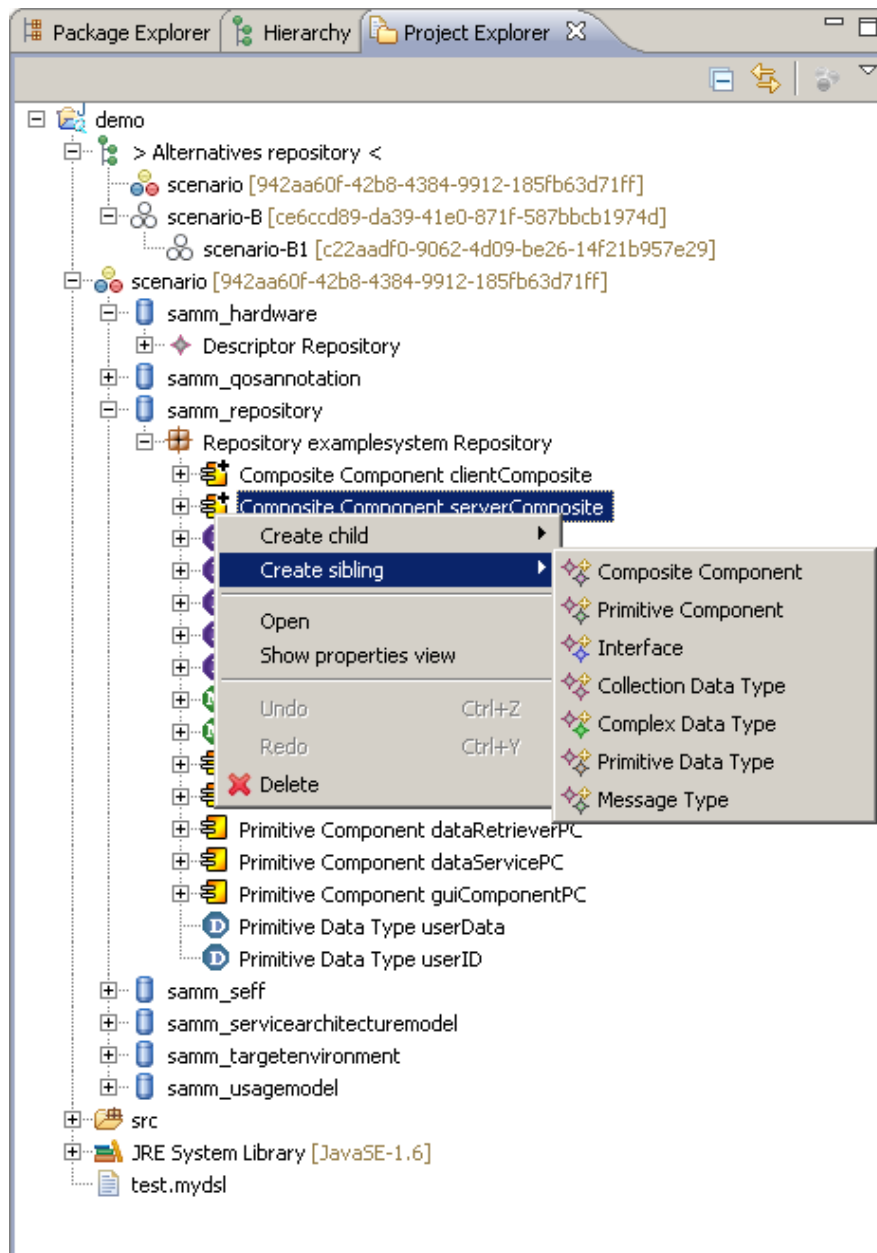 Package Explorer Hierarchy Project Explorer
demo
> Alternatives repository <
scenario [942aa60f-42b8-4384-9912-185fb63d71ff]
scenario-B [ce6ccd89-da39-41e0-871f-587bbcb1974d]
scenario-B1 [c22aadf0-9062-4d09-be26-14f21b957e29]
scenario [942aa60f-42b8-4384-9912-185fb63d71ff]
samm_hardware
Descriptor Repository
samm_qosannotation
samm_repository
Repository examplesystem Repository
Composite Component clientComposite
Composite Component serverComposite
Create child
Create sibling
Open
Show properties view
Undo Ctrl+Z
Redo Ctrl+Y
Delete
Composite Component
Primitive Component
Interface
Collection Data Type
Complex Data Type
Primitive Data Type
Message Type
Primitive Component dataRetrieverPC
Primitive Component dataServicePC
Primitive Component guiComponentPC
D Primitive Data Type userData
D Primitive Data Type userID
samm_seff
samm_servicearchitecturemodel
samm_targetenvironment
samm_usagemodel
src
JRE System Library [JavaSE-1.6]
test.mydsl